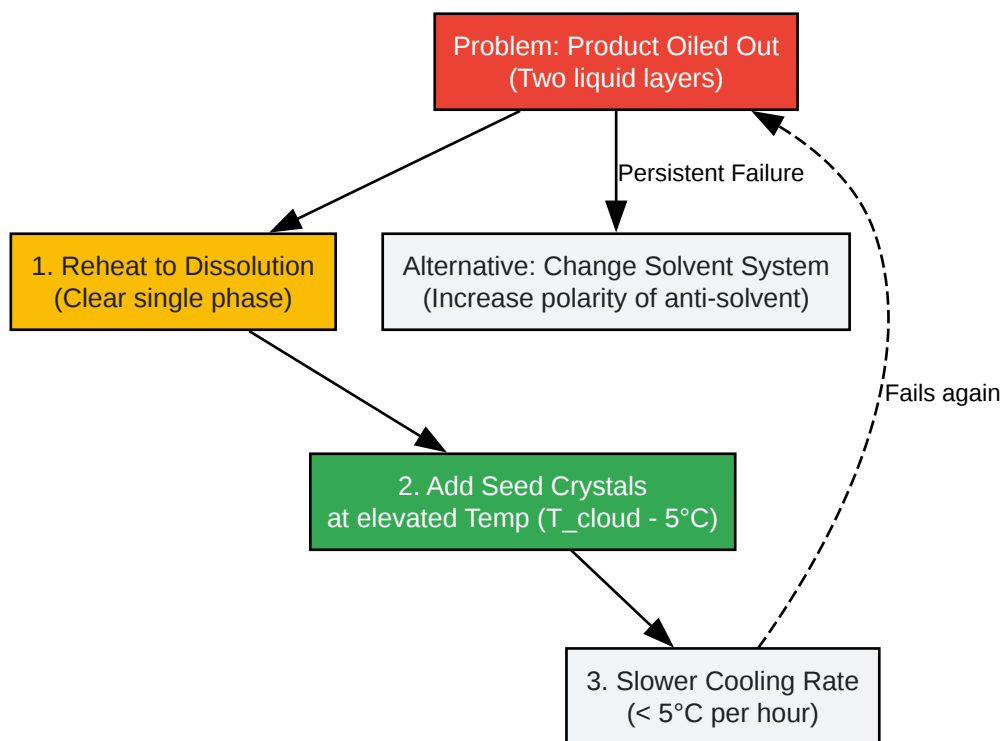 Problem: Product Oiled Out
(Two liquid layers)
Persistent Failure
1. Reheat to Dissolution
(Clear single phase)
Alternative: Change Solvent System
(Increase polarity of anti-solvent)
Fails again
2. Add Seed Crystals
at elevated Temp (T_cloud - 5°C)
3. Slower Cooling Rate
(< 5°C per hour)